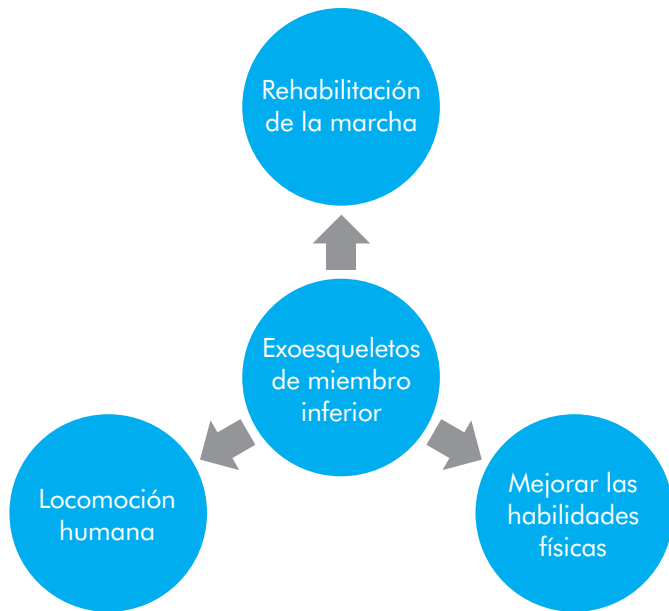 Rehabilitación
de la marcha
Exoesqueletos
de miembro
inferior
Locomoción
humana
Mejorar las
habilidades
físicas